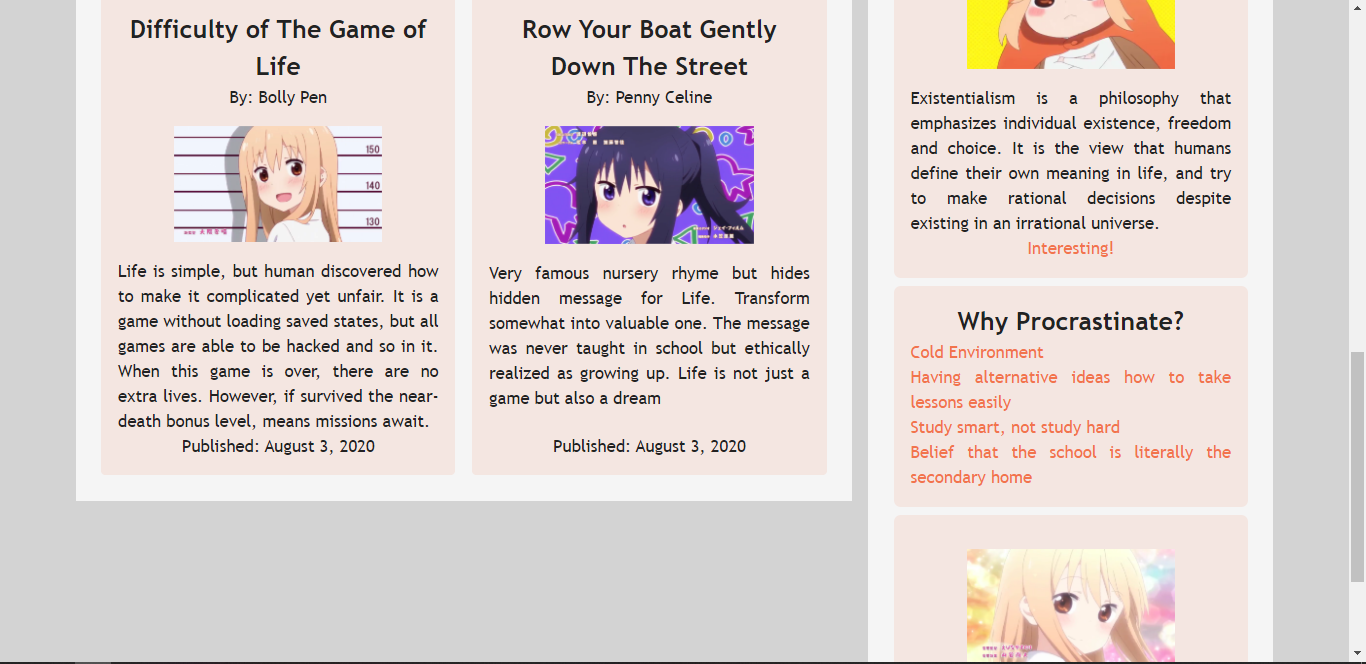 Difficulty of The Game of
Life
By: Bolly Pen
150
140
130
Life is simple, but human discovered how
to make it complicated yet unfair. It is a
game without loading saved states, but all
games are able to be hacked and so in it.
When this game is over, there are no
extra lives. However, if survived the near-
death bonus level, means missions await.
Published: August 3, 2020
Row Your Boat Gently
Down The Street
By: Penny Celine
Very famous nursery rhyme but hides
hidden message for Life. Transform
somewhat into valuable one. The message
was never taught in school but ethically
realized as growing up. Life is not just a
game but also a dream
Published: August 3, 2020
Existentialism is a philosophy that
emphasizes individual existence, freedom
and choice. It is the view that humans
define their own meaning in life, and try
to make rational decisions despite
existing in an irrational universe.
Interesting!
Why Procrastinate?
Cold Environment
Having alternative ideas how to take
lessons easily
Study smart, not study hard
Belief that the school is literally the
secondary home